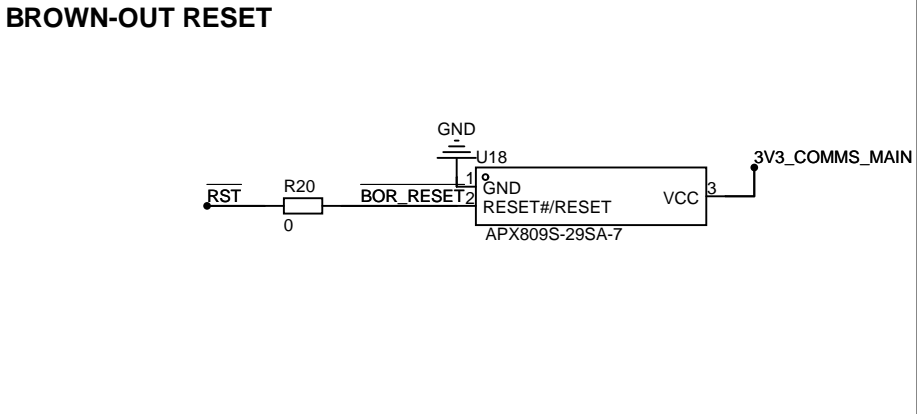 BROWN-OUT RESET
GND
U18
3V3_COMMS_MAIN
1
GND
R20
RST
BOR_RESET
2
RESET#/RESET
VCC
3
0
APX809S-29SA-7